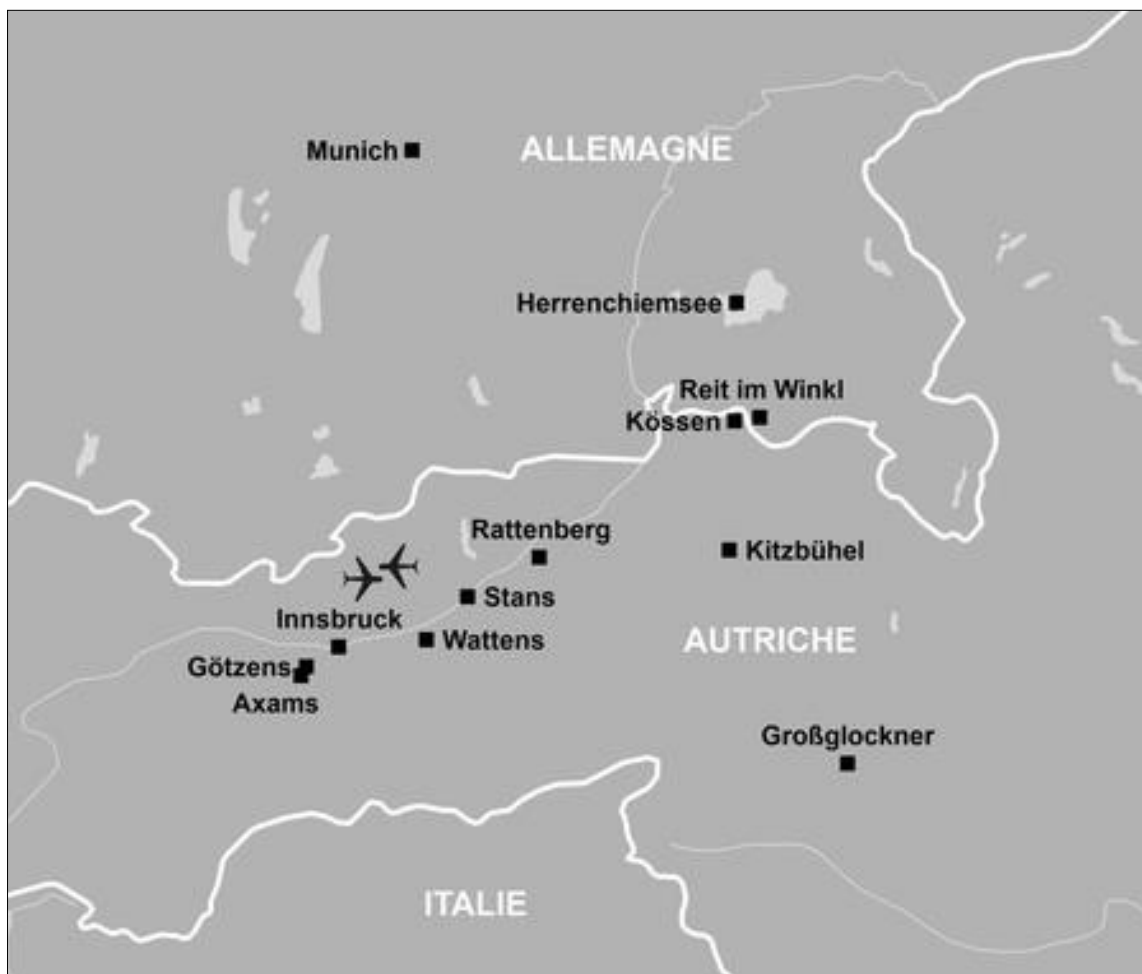 Munich
ALLEMAGNE
Herrenchiemsee
Reit im Winkl
Kössen
Rattenberg
Kitzbühel
Stans
Innsbruck
Wattens
AUTRICHE
Götzens
Axams
Großglockner
ITALIE